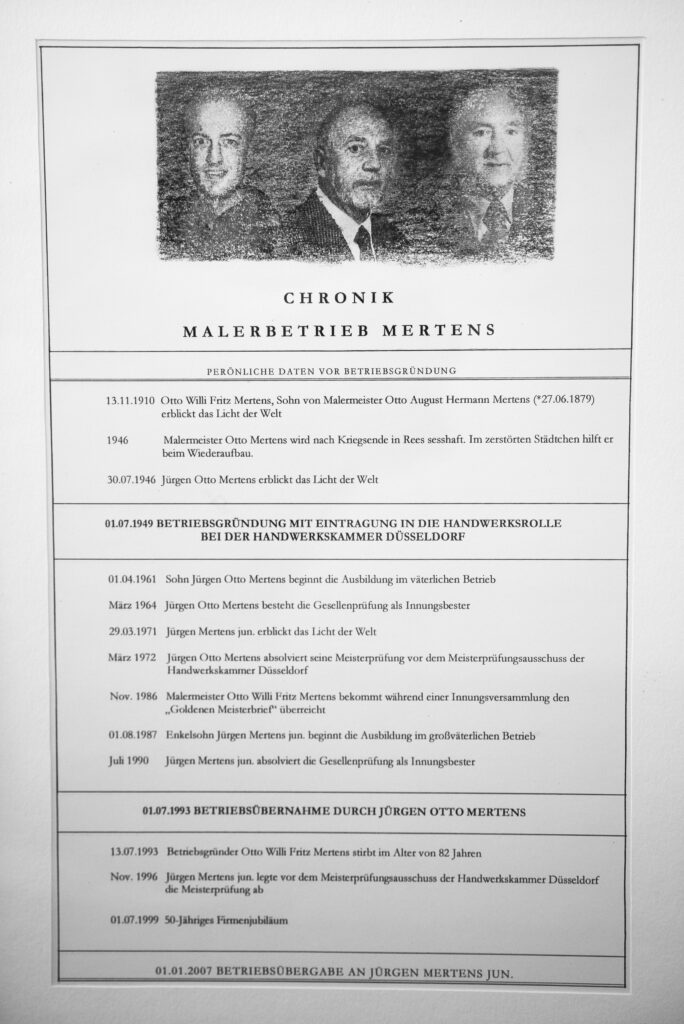 CHRONIK
MALERBETRIEB MERTENS
PERÖNLICHE DATEN VOR BETRIEBSGRÜNDUNG
13.11.1910 Otto Willi Fritz Mertens, Sohn von Malermeister Otto August Hermann Mertens (*27.06.1879)
erblickt das Licht der Welt
1946 Malermeister Otto Mertens wird nach Kriegsende in Rees sesshaft. Im zerstörten Städtchen hilft er
beim Wiederaufbau.
30.07.1946 Jürgen Otto Mertens erblickt das Licht der Welt
01.07.1949 BETRIEBSGRÜNDUNG MIT EINTRAGUNG IN DIE HANDWERKSROLLE
BEI DER HANDWERKSKAMMER DÜSSELDORF
01.04.1961 Sohn Jürgen Otto Mertens beginnt die Ausbildung im väterlichen Betrieb
März 1964 Jürgen Otto Mertens besteht die Gesellenprüfung als Innungsbester
29.03.1971 Jürgen Mertens jun. erblickt das Licht der Welt
März 1972 Jürgen Otto Mertens absolviert seine Meisterprüfung vor dem Meisterprüfungsausschuss der
Handwerkskammer Düsseldorf
Nov. 1986 Malermeister Otto Willi Fritz Mertens bekommt während einer Innungsversammlung den
„Goldenen Meisterbrief“ überreicht
01.08.1987 Enkelsohn Jürgen Mertens jun. beginnt die Ausbildung im großväterlichen Betrieb
Juli 1990 Jürgen Mertens jun. absolviert die Gesellenprüfung als Innungsbester
01.07.1993 BETRIEBSÜBERNAHME DURCH JÜRGEN OTTO MERTENS
13.07.1993 Betriebsgründer Otto Willi Fritz Mertens stirbt im Alter von 82 Jahren
Nov. 1996 Jürgen Mertens jun. legte vor dem Meisterprüfungsausschuss der Handwerkskammer Düsseldorf
die Meisterprüfung ab
01.07.1999 50-Jähriges Firmenjubiläum
01.01.2007 BETRIEBSÜBERGABE AN JÜRGEN MERTENS JUN.